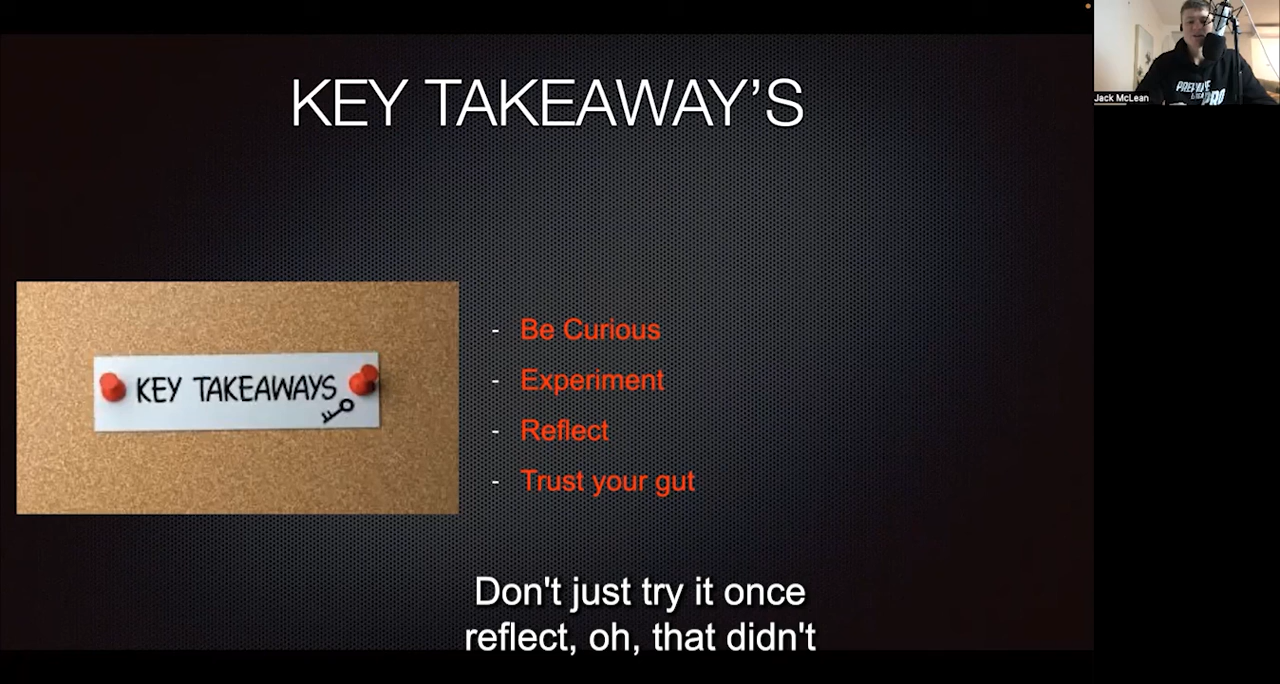 KEY TAKEAWAY'S
Jack McLean
KEY TAKEAWAYS
- Be Curious
- Experiment
- Reflect
- Trust your gut
Don't just try it once
reflect, oh, that didn't